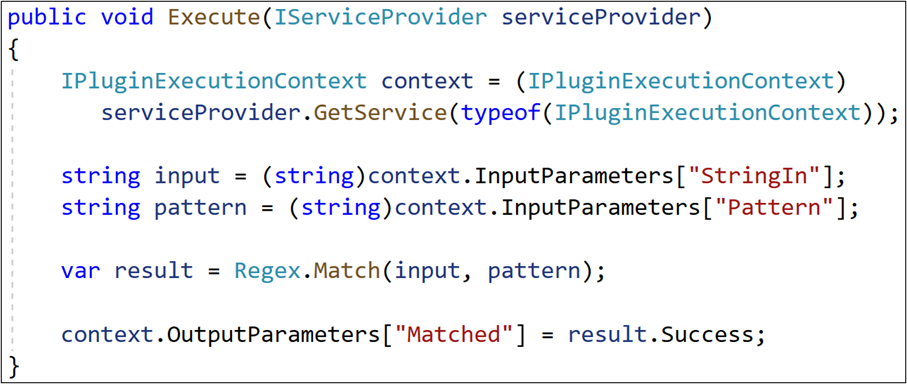 public void Execute(IServiceProvider serviceProvider)
{
IPluginExecutionContext context = (IPluginExecutionContext)
serviceProvider.GetService(typeof(IPluginExecutionContext));
string input = (string)context.InputParameters["StringIn"];
string pattern = (string)context.InputParameters["Pattern"];
var result = Regex.Match(input, pattern);
context.OutputParameters["Matched"] = result.Success;
}